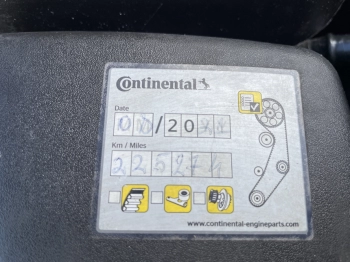 Continental
Date
/20
Km / Miles
225274
www.continental-engineparts.com